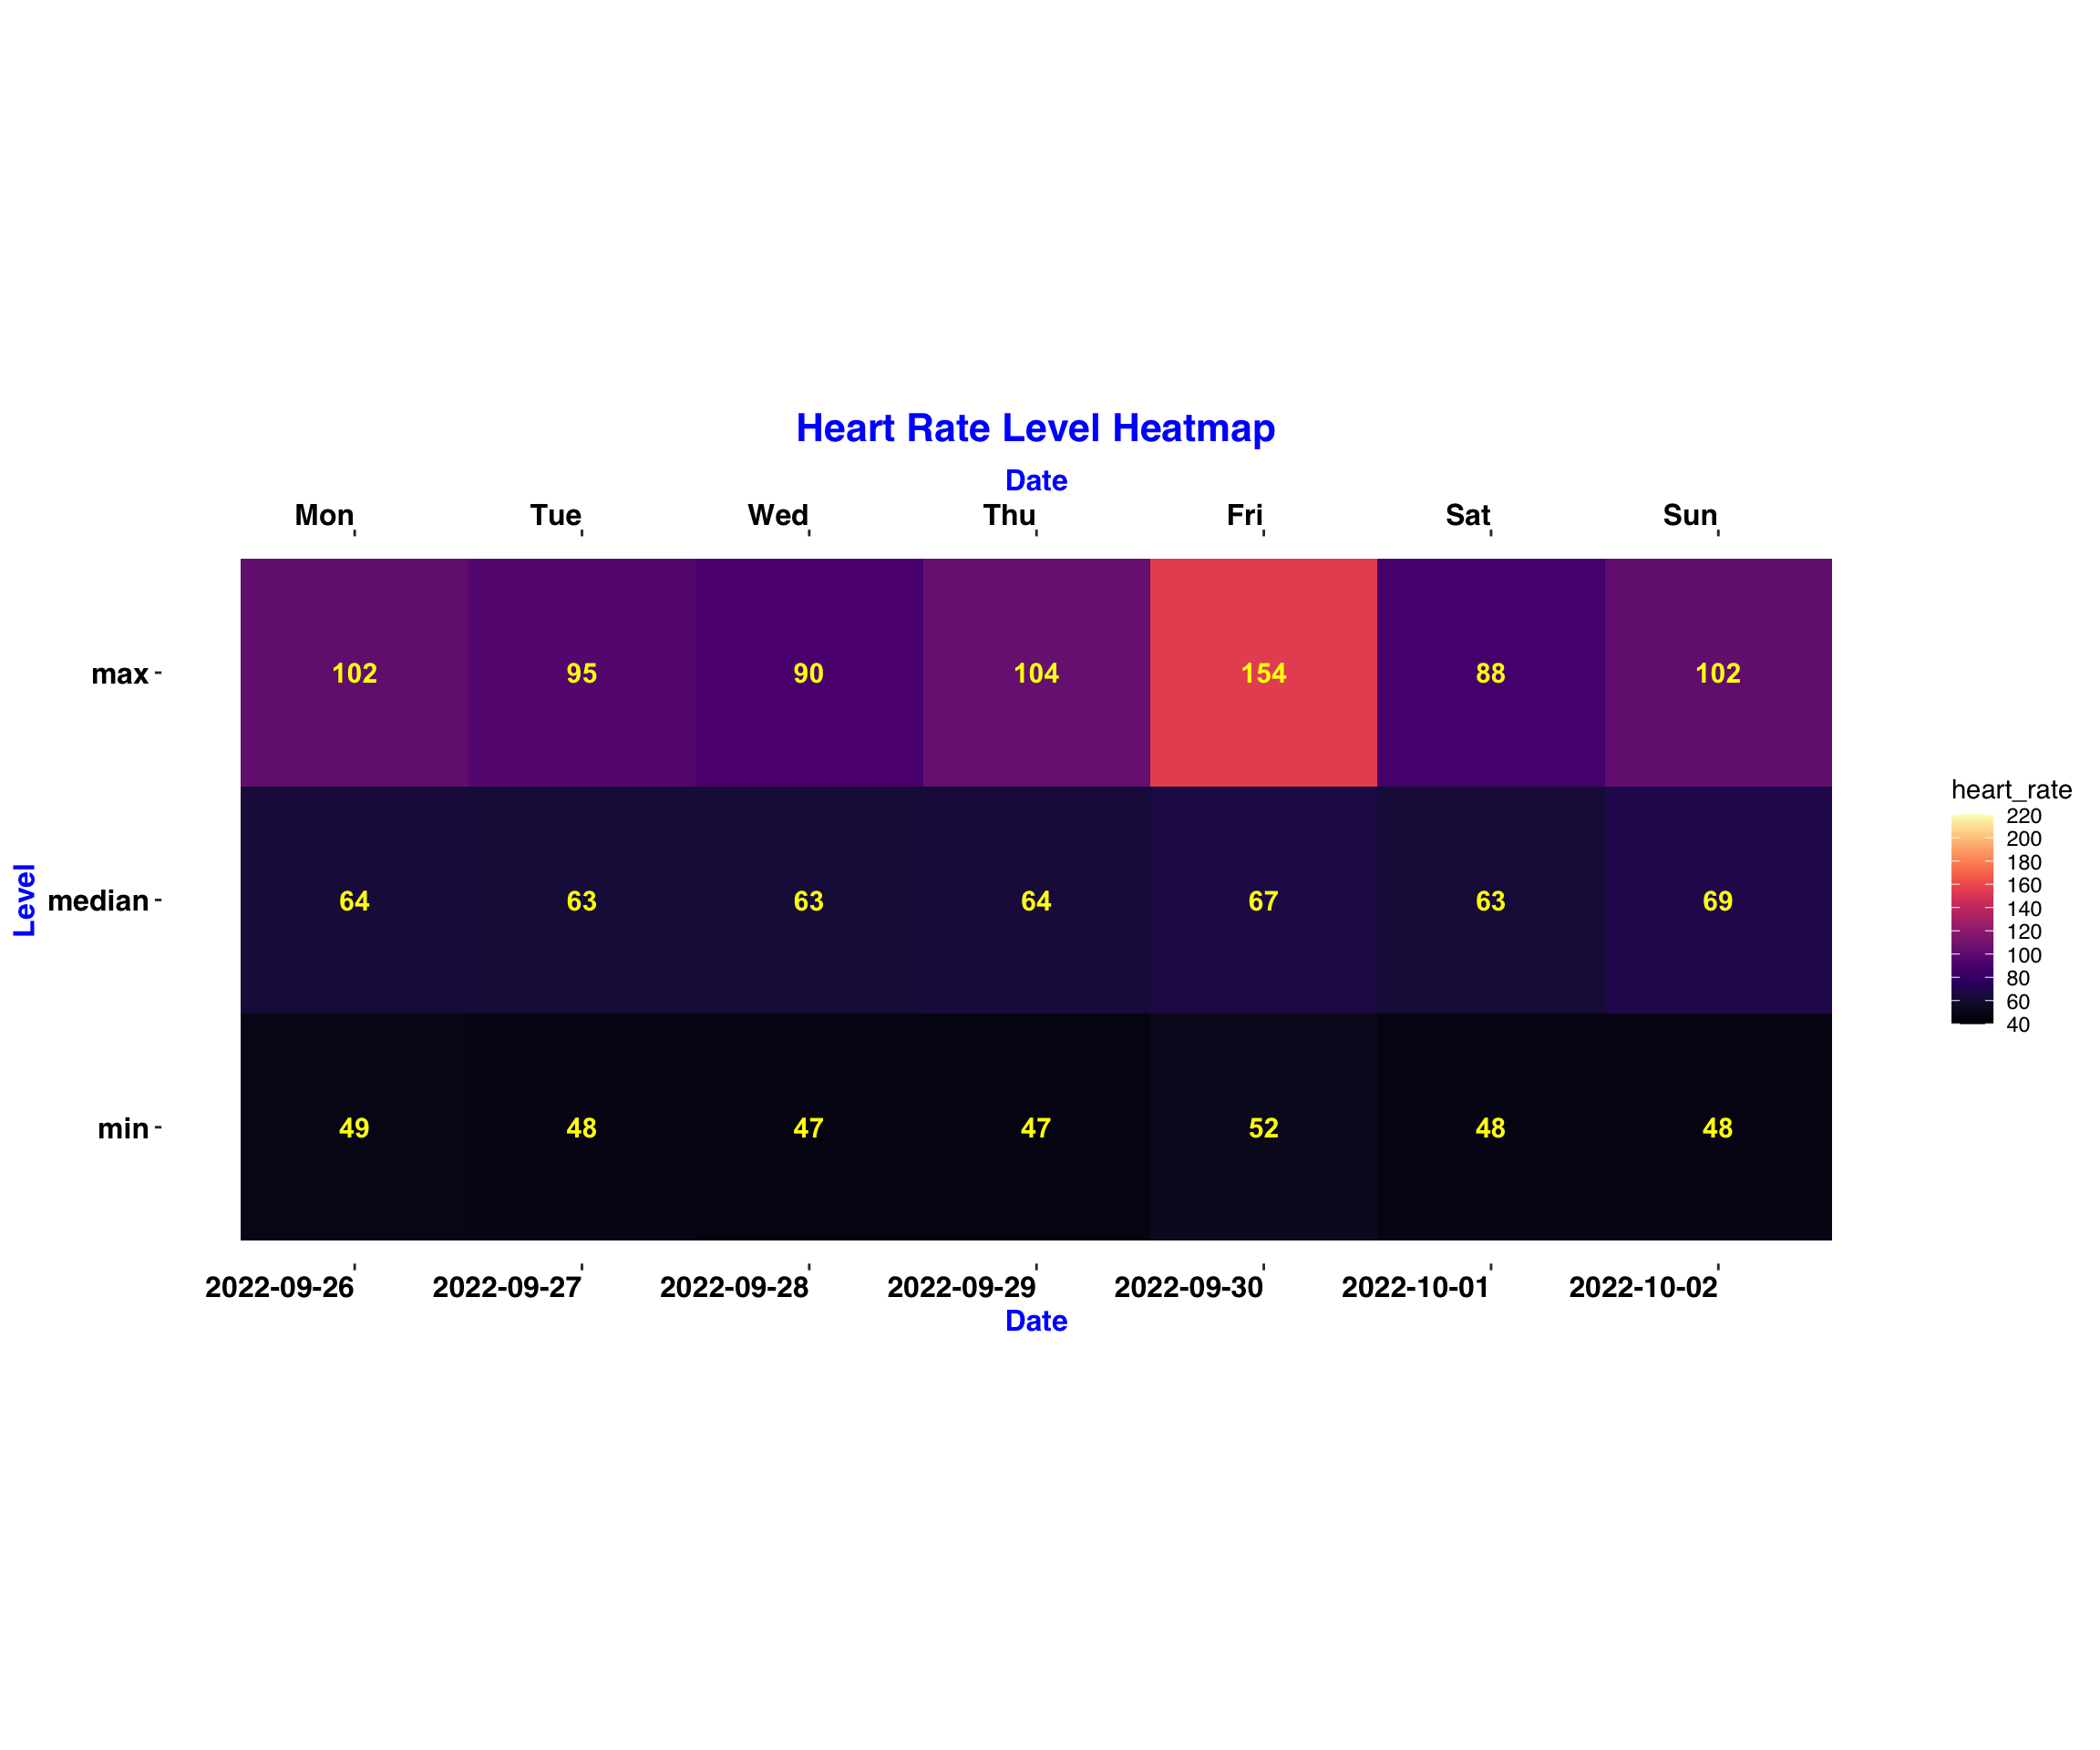 Heart Rate Level Heatmap
Date
Mon Tue Wed Thu Fri Sat Sun
max 102 95 90 104 154 88 102
Level
median 64 63 63 64 67 63 69
min 49 48 47 47 52 48 48
2022-09-26 2022-09-27 2022-09-28 2022-09-29 2022-09-30 2022-10-01 2022-10-02
Date
heart_rate
220
200
180
160
140
120
100
80
60
40